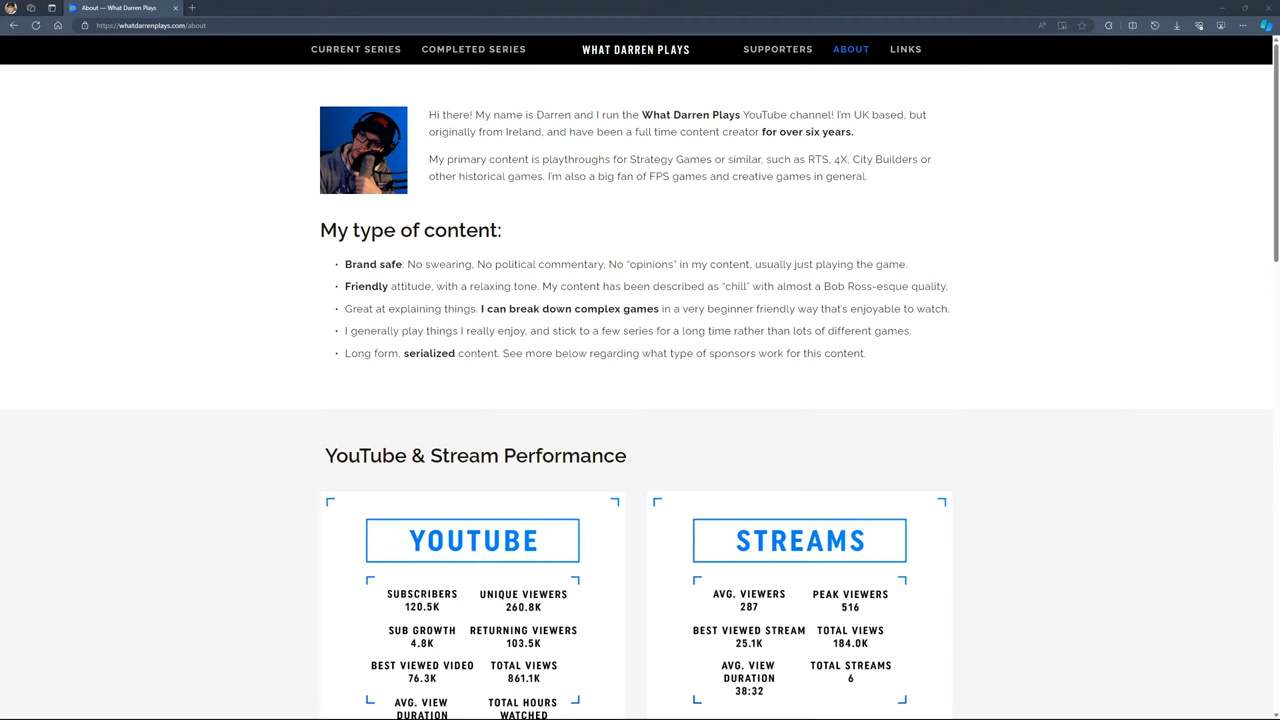 About — What Darren Plays
https://whatdarrenplays.com/about
CURRENT SERIES
COMPLETED SERIES
WHAT DARREN PLAYS
SUPPORTERS
ABOUT
LINKS
Hi there! My name is Darren and I run the What Darren Plays YouTube channel! I'm UK based, but
originally from Ireland, and have been a full time content creator for over six years.
My primary content is playthroughs for Strategy Games or similar, such as RTS, 4X, City Builders or
other historical games. I'm also a big fan of FPS games and creative games in general.
My type of content:
• Brand safe: No swearing, No political commentary, No “opinions” in my content, usually just playing the game.
• Friendly attitude, with a relaxing tone. My content has been described as “chill” with almost a Bob Ross-esque quality.
• Great at explaining things. I can break down complex games in a very beginner friendly way that's enjoyable to watch.
• I generally play things I really enjoy, and stick to a few series for a long time rather than lots of different games.
• Long form, serialized content. See more below regarding what type of sponsors work for this content.
YouTube & Stream Performance
YOUTUBE
SUBSCRIBERS
120.5K
UNIQUE VIEWERS
260.8K
SUB GROWTH
4.8K
RETURNING VIEWERS
103.5K
BEST VIEWED VIDEO
76.3K
TOTAL VIEWS
861.1K
AVG. VIEW
DURATION
TOTAL HOURS
WATCHED
STREAMS
AVG. VIEWERS
287
PEAK VIEWERS
516
BEST VIEWED STREAM
25.1K
TOTAL VIEWS
184.0K
AVG. VIEW
DURATION
38:32
TOTAL STREAMS
6